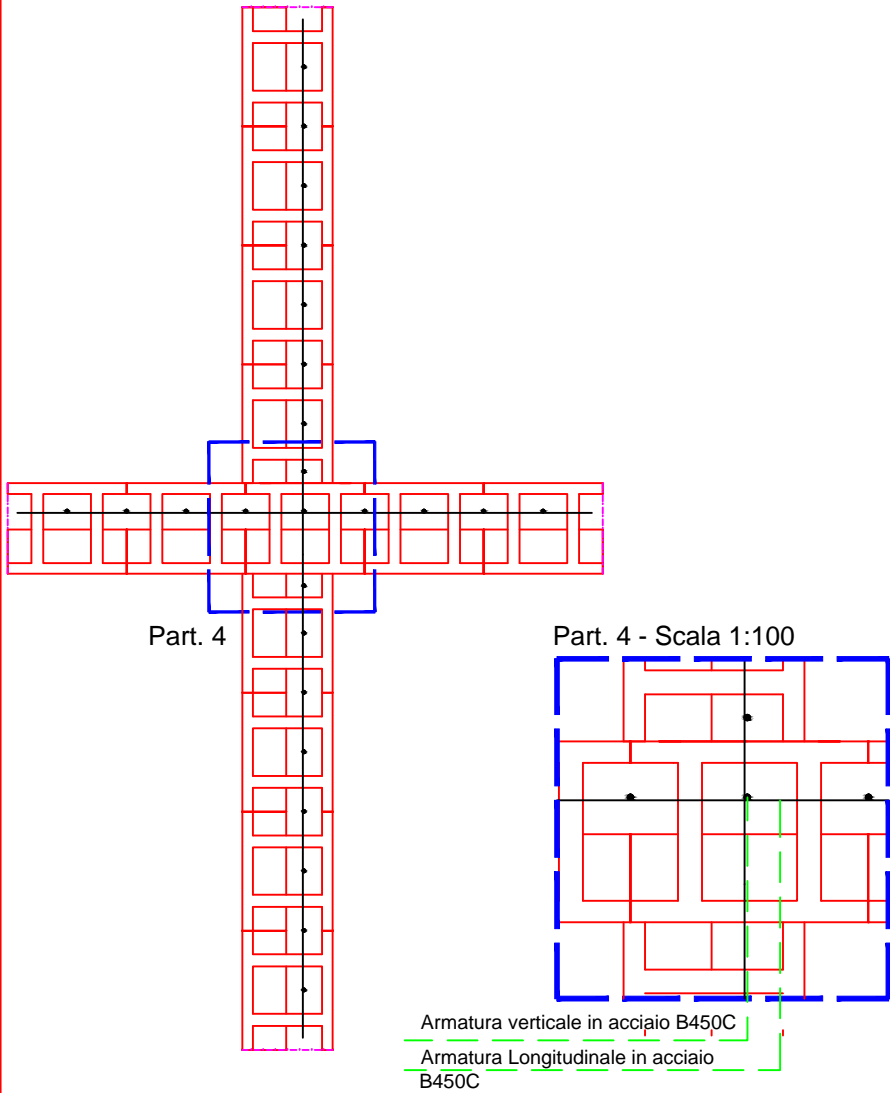 Part. 4
Part. 4 - Scala 1:100
Armatura verticale in acciaio B450C
Armatura Longitudinale in acciaio
B450C